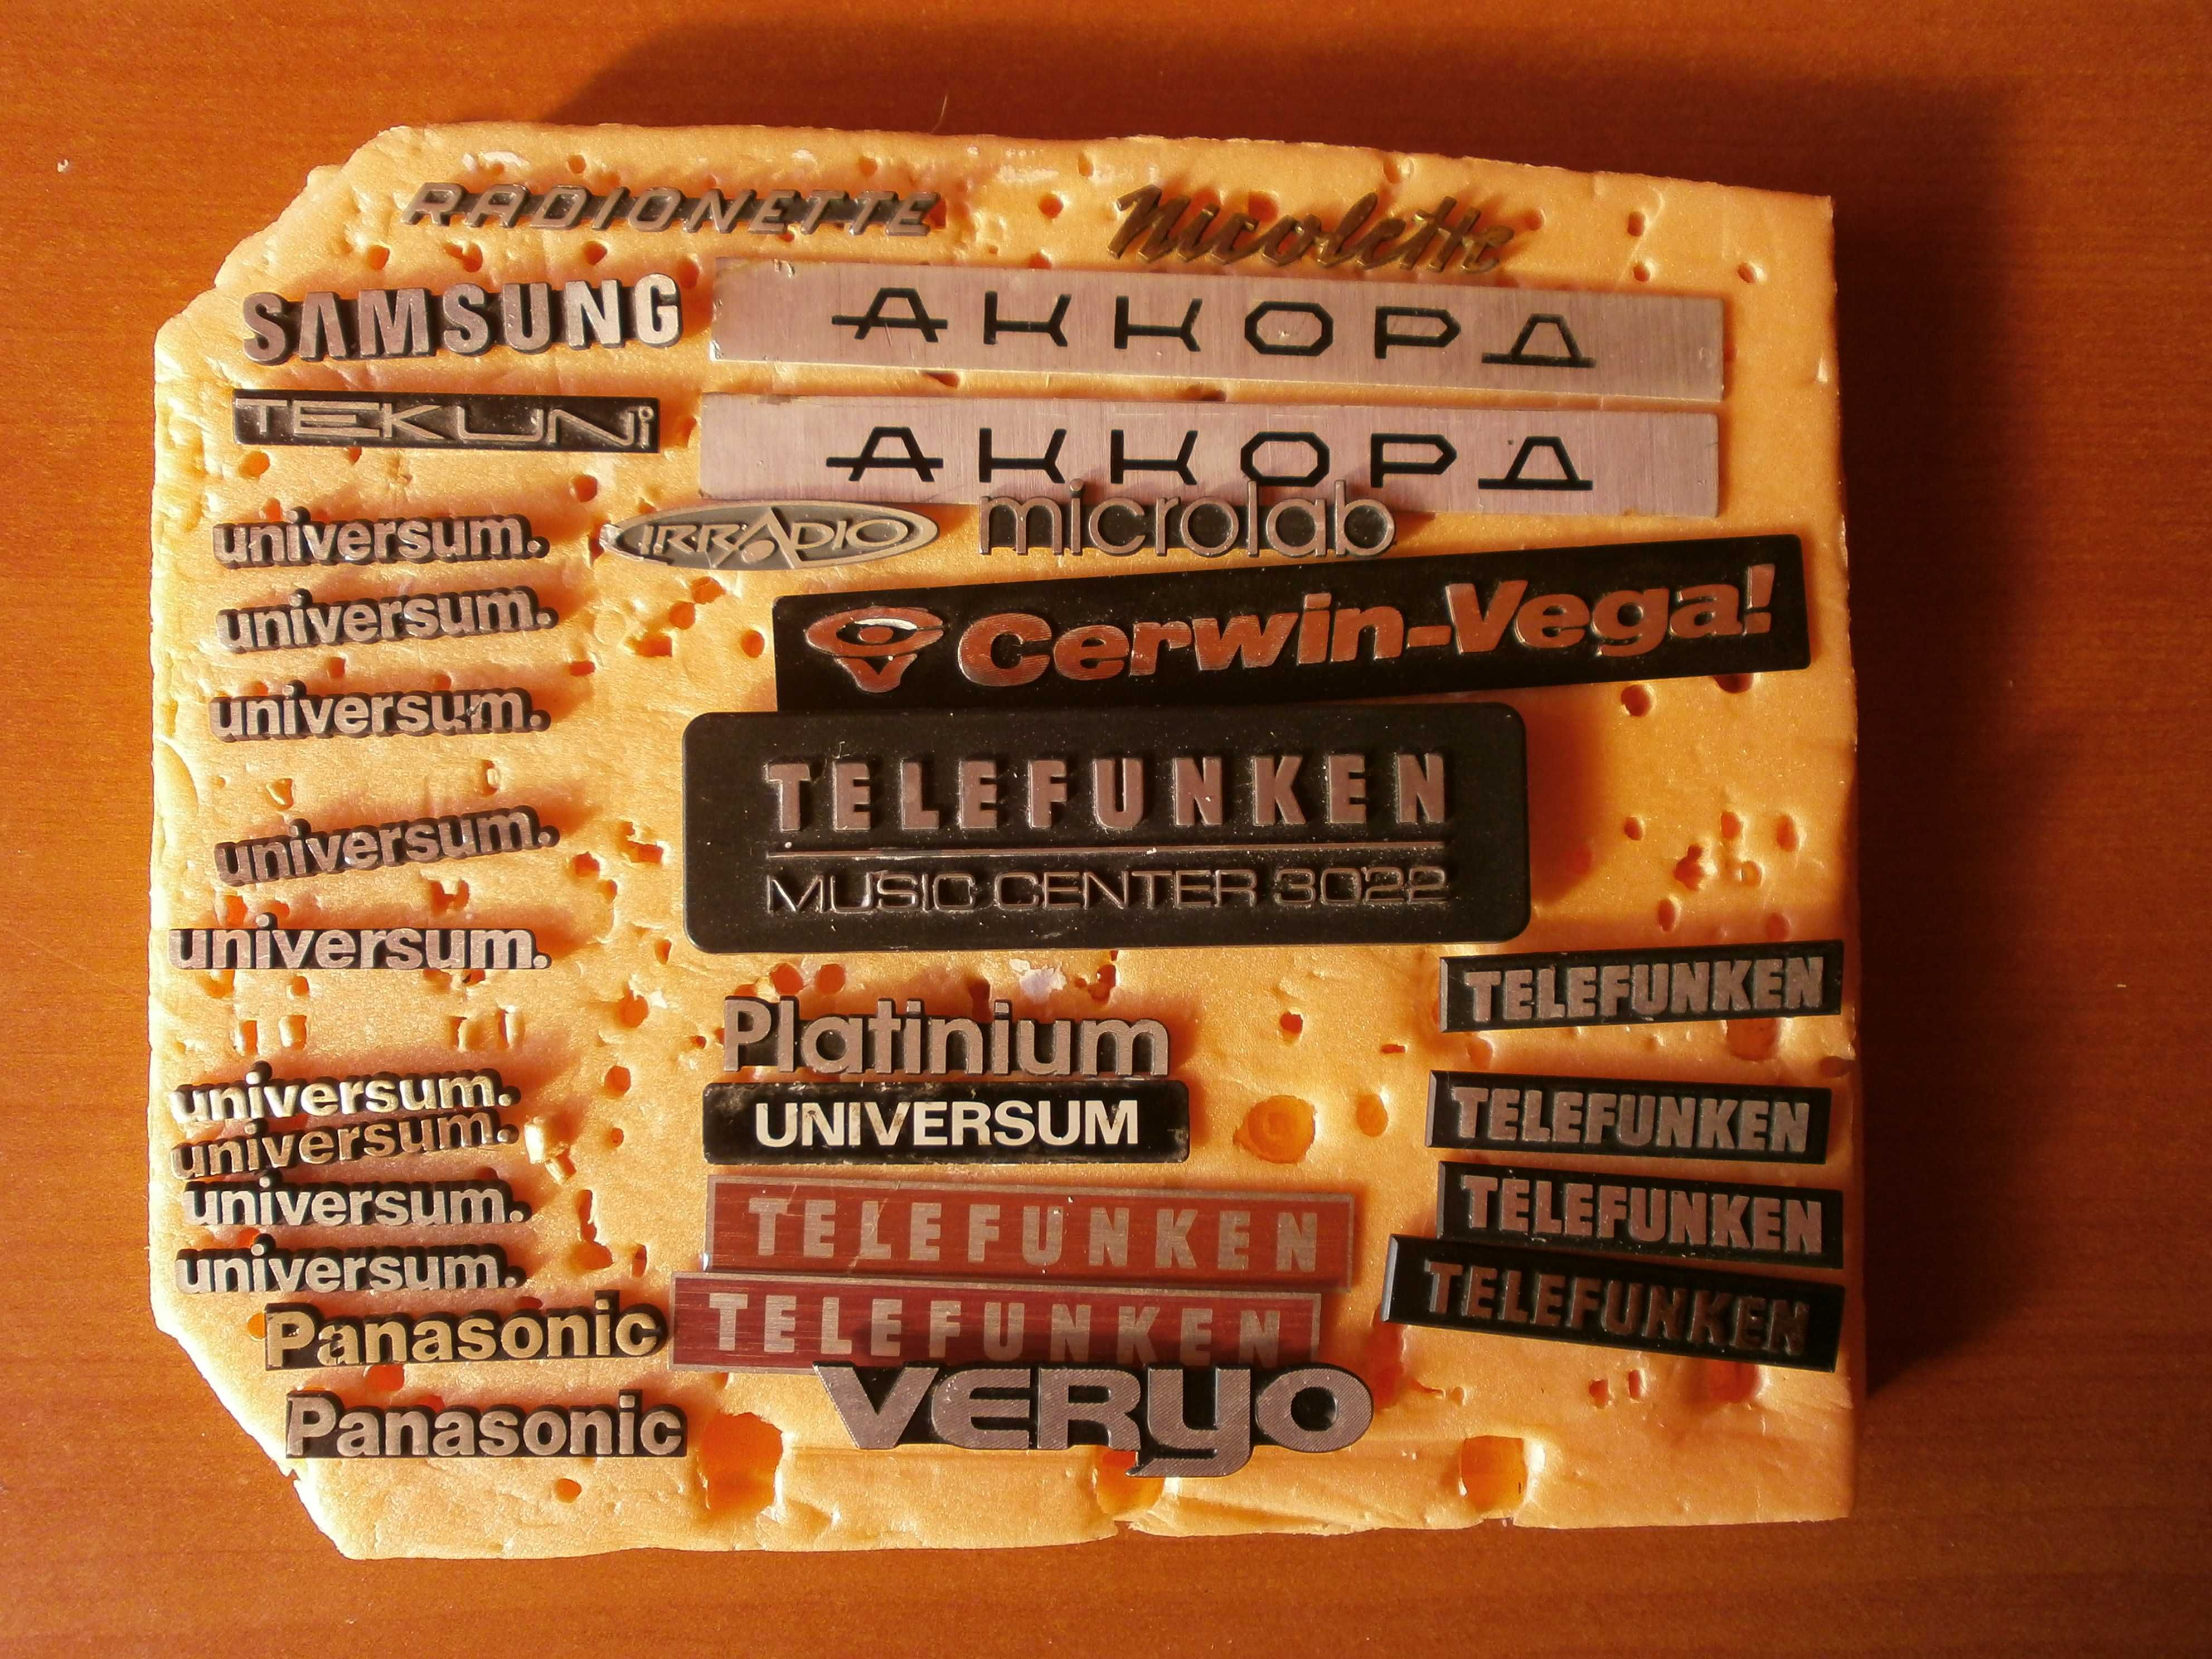 RADIONETTE
Nicolette
SAMSUNG
АККОРД
TEKUNi
АККОРД
universum.
IRRADIO
microlab
universum.
Cerwin-Vega!
universum.
TELEFUNKEN
MUSIC CENTER 3022
universum.
universum.
TELEFUNKEN
Platinium
universum.
UNIVERSUM
TELEFUNKEN
universum.
universum.
TELEFUNKEN
TELEFUNKEN
universum.
TELEFUNKEN
Panasonic
TELEFUNKEN
VERYO
Panasonic